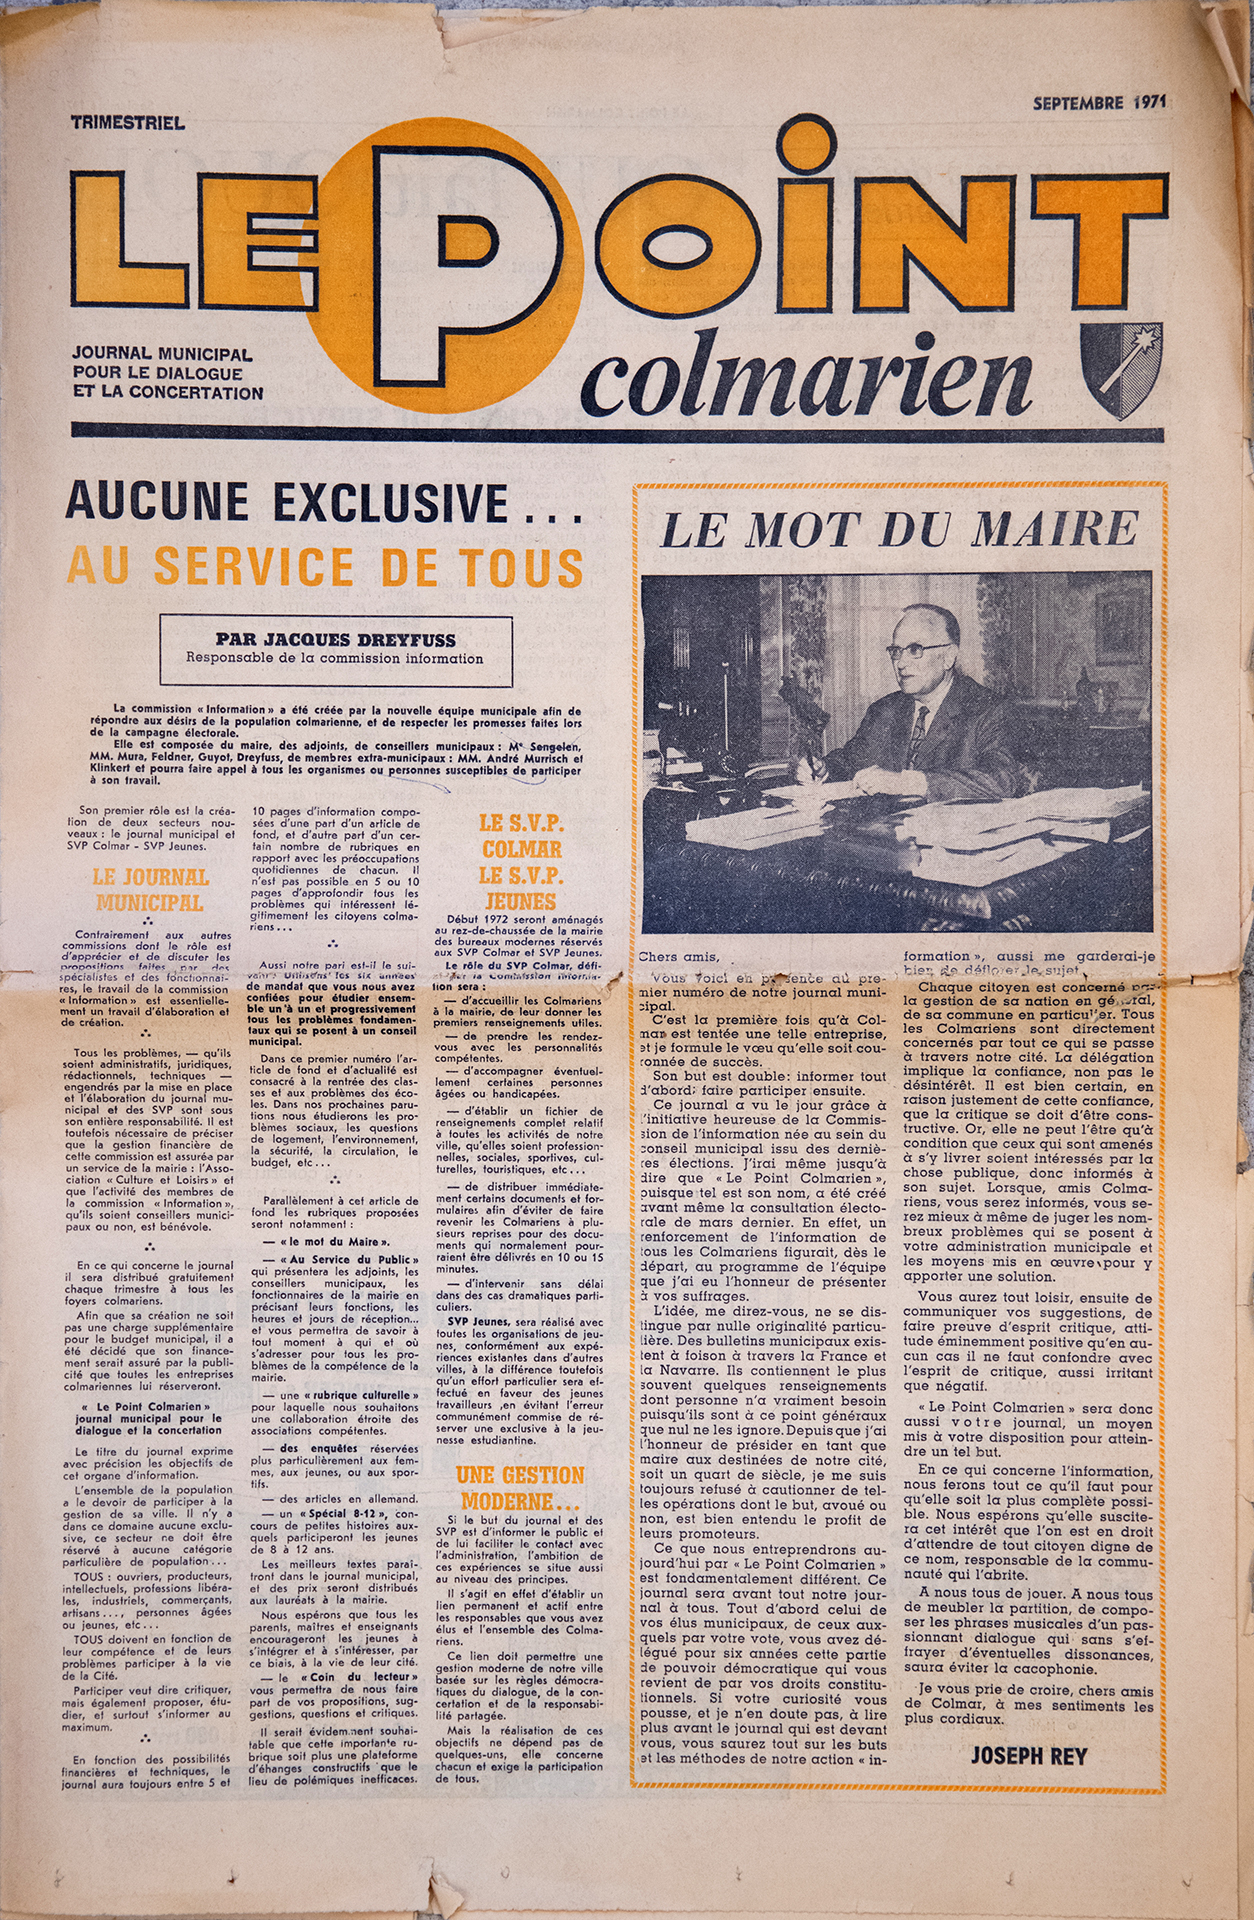 TRIMESTRIEL
SEPTEMBRE 1971
LE POINT
colmarien
JOURNAL MUNICIPAL
POUR LE DIALOGUE
ET LA CONCERTATION
AUCUNE EXCLUSIVE...
AU SERVICE DE TOUS
PAR JACQUES DREYFUSS
Responsable de la commission information
La commission « Information » a été créée par la nouvelle équipe municipale afin de
répondre aux désirs de la population colmarienne, et de respecter les promesses faites lors
de la campagne électorale.
Elle est composée du maire, des adjoints, de conseillers municipaux : Me Sengelen,
MM. Mura, Feldner, Guyot, Dreyfuss, de membres extra-municipaux : MM. André Murrisch et
Klinkert et pourra faire appel à tous les organismes ou personnes susceptibles de participer
à son travail.
Son premier rôle est la créa-
tion de deux secteurs nou-
veaux : le journal municipal et
SVP Colmar - SVP Jeunes.
LE JOURNAL
MUNICIPAL
Contrairement aux autres
commissions dont le rôle est
d'apprécier et de discuter les
propositions faites par des
spécialistes et des fonctionnai-
res, le travail de la commission
« Information » est essentielle-
ment un travail d'élaboration et
de création.
Tous les problèmes, — qu'ils
soient administratifs, juridiques,
rédactionnels, techniques —
engendrés par la mise en place
et l'élaboration du journal mu-
nicipal et des SVP sont sous
son entière responsabilité. Il est
toutefois nécessaire de préciser
que la gestion financière de
cette commission est assurée par
un service de la mairie : l'Asso-
ciation « Culture et Loisirs » et
que l'activité des membres de
la commission « Information »,
qu'ils soient conseillers munici-
paux ou non, est bénévole.
En ce qui concerne le journal
il sera distribué gratuitement
chaque trimestre à tous les
foyers colmariens.
Afin que sa création ne soit
pas une charge supplémentaire
pour le budget municipal, il a
été décidé que son finance-
ment serait assuré par la publi-
cité que toutes les entreprises
colmariennes lui réserveront.
« Le Point Colmarien »
journal municipal pour le
dialogue et la concertation
Le titre du journal exprime
avec précision les objectifs de
cet organe d'information.
L'ensemble de la population
a le devoir de participer à la
gestion de sa ville. Il n'y a
dans ce domaine aucune exclu-
sive, ce secteur ne doit être
réservé à aucune catégorie
particulière de population...
TOUS : ouvriers, producteurs,
intellectuels, professions libéra-
les, industriels, commerçants,
artisans..., personnes âgées
ou jeunes, etc...
TOUS doivent en fonction de
leur compétence et de leurs
problèmes participer à la vie
de la Cité.
Participer veut dire critiquer,
mais également proposer, étu-
dier, et surtout s'informer au
maximum.
En fonction des possibilités
financières et techniques, le
journal aura toujours entre 5 et
10 pages d'information compo-
sées d'une part d'un article de
fond, et d'autre part d'un cer-
tain nombre de rubriques en
rapport avec les préoccupations
quotidiennes de chacun. Il
n'est pas possible en 5 ou 10
pages d'approfondir tous les
problèmes qui intéressent lé-
gitimement les citoyens colma-
riens...
Aussi notre pari est-il le sui-
vant : Utilisons les six années
de mandat que vous nous avez
confiées pour étudier ensem-
ble un à un et progressivement
tous les problèmes fondamen-
taux qui se posent à un conseil
municipal.
Dans ce premier numéro l'ar-
ticle de fond et d'actualité est
consacré à la rentrée des clas-
ses et aux problèmes des éco-
les. Dans nos prochaines paru-
tions nous étudierons les pro-
blèmes sociaux, les questions
de logement, l'environnement,
la sécurité, la circulation, le
budget, etc...
Parallèlement à cet article de
fond les rubriques proposées
seront notamment :
— « le mot du Maire ».
— « Au Service du Public »
qui présentera les adjoints, les
conseillers municipaux, les
fonctionnaires de la mairie en
précisant leurs fonctions, les
heures et jours de réception...
et vous permettra de savoir à
tout moment à qui et où
s'adresser pour tous les pro-
blèmes de la compétence de la
mairie.
— une « rubrique culturelle »
pour laquelle nous souhaitons
une collaboration étroite des
associations compétentes.
— des enquêtes réservées
plus particulièrement aux fem-
mes, aux jeunes, ou aux spor-
tifs.
— des articles en allemand.
— un « Spécial 8-12 », con-
cours de petites histoires aux-
quels participeront les jeunes
de 8 à 12 ans.
Les meilleurs textes paraî-
tront dans le journal municipal,
et des prix seront distribués
aux lauréats à la mairie.
Nous espérons que tous les
parents, maîtres et enseignants
encourageront les jeunes à
s'intégrer et à s'intéresser, par
ce biais, à la vie de leur cité.
— le « Coin du lecteur »
vous permettra de nous faire
part de vos propositions, sug-
gestions, questions et critiques.
Il serait évidemment souhai-
table que cette importante ru-
brique soit plus une plateforme
d'éhanges constructifs que le
lieu de polémiques inefficaces.
LE S.V.P.
COLMAR
LE S.V.P.
JEUNES
Début 1972 seront aménagés
au rez-de-chaussée de la mairie
des bureaux modernes réservés
aux SVP Colmar et SVP Jeunes.
Le rôle du SVP Colmar, défi-
ni par la Commission Informa-
tion sera :
— d'accueillir les Colmariens
à la mairie, de leur donner les
premiers renseignements utiles.
— de prendre les rendez-
vous avec les personnalités
compétentes.
— d'accompagner éventuel-
lement certaines personnes
âgées ou handicapées.
— d'établir un fichier de
renseignements complet relatif
à toutes les activités de notre
ville, qu'elles soient profession-
nelles, sociales, sportives, cul-
turelles, touristiques, etc...
— de distribuer immédiate-
ment certains documents et for-
mulaires afin d'éviter de faire
revenir les Colmariens à plu-
sieurs reprises pour des docu-
ments qui normalement pour-
raient être délivrés en 10 ou 15
minutes.
— d'intervenir sans délai
dans des cas dramatiques parti-
culiers.
SVP Jeunes, sera réalisé avec
toutes les organisations de jeu-
nes, conformément aux expé-
riences existantes dans d'autres
villes, à la différence toutefois
qu'un effort particulier sera ef-
fectué en faveur des jeunes
travailleurs ,en évitant l'erreur
communément commise de ré-
server une exclusive à la jeu-
nesse estudiantine.
UNE GESTION
MODERNE...
Si le but du journal et des
SVP est d'informer le public et
de lui faciliter le contact avec
l'administration, l'ambition de
ces expériences se situe aussi
au niveau des principes.
Il s'agit en effet d'établir un
lien permanent et actif entre
les responsables que vous avez
élus et l'ensemble des Colma-
riens.
Ce lien doit permettre une
gestion moderne de notre ville
basée sur les règles démocra-
tiques du dialogue, de la con-
certation et de la responsabi-
lité partagée.
Mais la réalisation de ces
objectifs ne dépend pas de
quelques-uns, elle concerne
chacun et exige la participation
de tous.
LE MOT DU MAIRE
Chers amis,
Vous voici en présence du pre-
mier numéro de notre journal muni-
cipal.
C'est la première fois qu'à Col-
mar est tentée une telle entreprise,
et je formule le vœu qu'elle soit cou-
ronnée de succès.
Son but est double: informer tout
d'abord; faire participer ensuite.
Ce journal a vu le jour grâce à
l'initiative heureuse de la Commis-
sion de l'information née au sein du
conseil municipal issu des derniè-
res élections. J'irai même jusqu'à
dire que « Le Point Colmarien »,
puisque tel est son nom, a été créé
avant même la consultation électo-
rale de mars dernier. En effet, un
renforcement de l'information de
tous les Colmariens figurait, dès le
départ, au programme de l'équipe
que j'ai eu l'honneur de présenter
à vos suffrages.
L'idée, me direz-vous, ne se dis-
tingue par nulle originalité particu-
lière. Des bulletins municipaux exis-
tent à foison à travers la France et
la Navarre. Ils contiennent le plus
souvent quelques renseignements
dont personne n'a vraiment besoin
puisqu'ils sont à ce point généraux
que nul ne les ignore. Depuis que j'ai
l'honneur de présider en tant que
maire aux destinées de notre cité,
soit un quart de siècle, je me suis
toujours refusé à cautionner de tel-
les opérations dont le but, avoué ou
non, est bien entendu le profit de
leurs promoteurs.
Ce que nous entreprendrons au-
jourd'hui par « Le Point Colmarien »
est fondamentalement différent. Ce
journal sera avant tout notre jour-
nal à tous. Tout d'abord celui de
vos élus municipaux, de ceux aux-
quels par votre vote, vous avez dé-
légué pour six années cette partie
de pouvoir démocratique qui vous
revient de par vos droits constitu-
tionnels. Si votre curiosité vous
pousse, et je n'en doute pas, à lire
plus avant le journal qui est devant
vous, vous saurez tout sur les buts
et les méthodes de notre action « in-
formation », aussi me garderai-je
bien de déflorer le sujet.
Chaque citoyen est concerné par
la gestion de sa nation en général,
de sa commune en particulier. Tous
les Colmariens sont directement
concernés par tout ce qui se passe
à travers notre cité. La délégation
implique la confiance, non pas le
désintérêt. Il est bien certain, en
raison justement de cette confiance,
que la critique se doit d'être cons-
tructive. Or, elle ne peut l'être qu'à
condition que ceux qui sont amenés
à s'y livrer soient intéressés par la
chose publique, donc informés à
son sujet. Lorsque, amis Colma-
riens, vous serez informés, vous se-
rez mieux à même de juger les nom-
breux problèmes qui se posent à
votre administration municipale et
les moyens mis en œuvre pour y
apporter une solution.
Vous aurez tout loisir, ensuite de
communiquer vos suggestions, de
faire preuve d'esprit critique, atti-
tude éminemment positive qu'en au-
cun cas il ne faut confondre avec
l'esprit de critique, aussi irritant
que négatif.
« Le Point Colmarien » sera donc
aussi votre journal, un moyen
mis à votre disposition pour attein-
dre un tel but.
En ce qui concerne l'information,
nous ferons tout ce qu'il faut pour
qu'elle soit la plus complète possi-
ble. Nous espérons qu'elle suscite-
ra cet intérêt que l'on est en droit
d'attendre de tout citoyen digne de
ce nom, responsable de la commu-
nauté qui l'abrite.
A nous tous de jouer. A nous tous
de meubler la partition, de compo-
ser les phrases musicales d'un pas-
sionnant dialogue qui sans s'ef-
frayer d'éventuelles dissonances,
saura éviter la cacophonie.
Je vous prie de croire, chers amis
de Colmar, à mes sentiments les
plus cordiaux.
JOSEPH REY